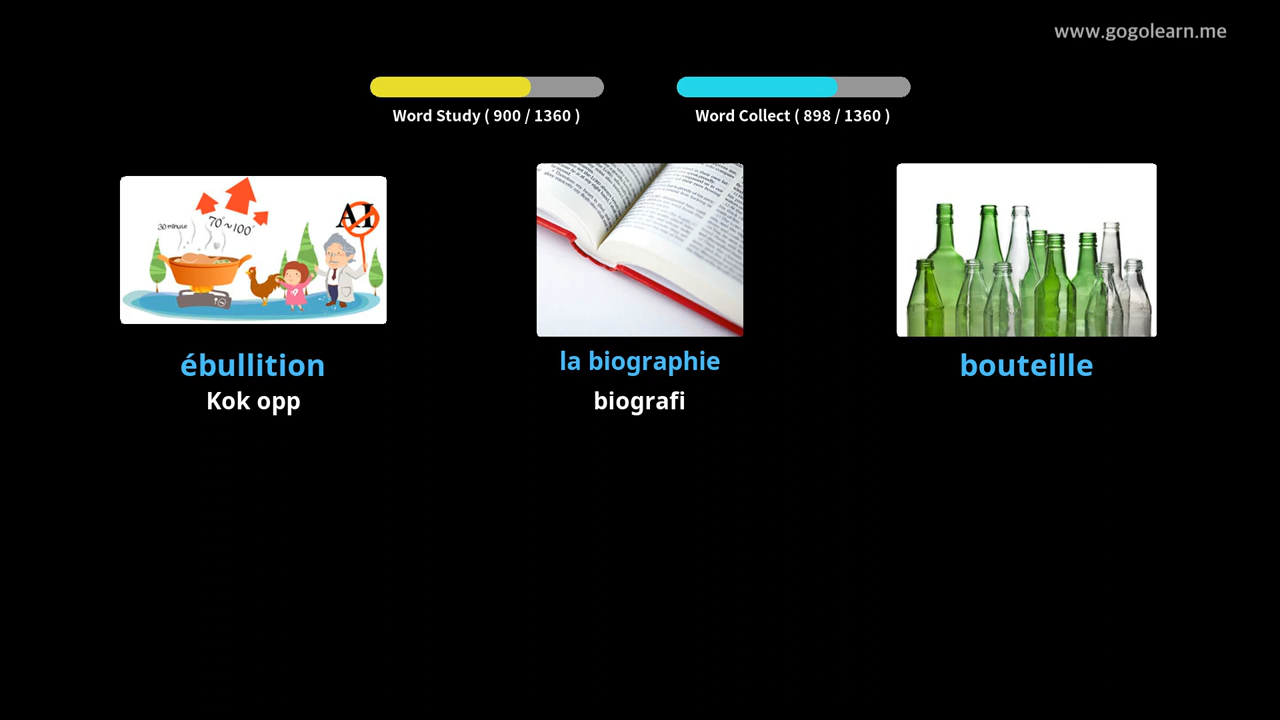 www.gogolearn.me
Word Study ( 900 / 1360 )
Word Collect ( 898 / 1360 )
30 minute
70°~100°
AI
ébullition
Kok opp
la biographie
biografi
bouteille